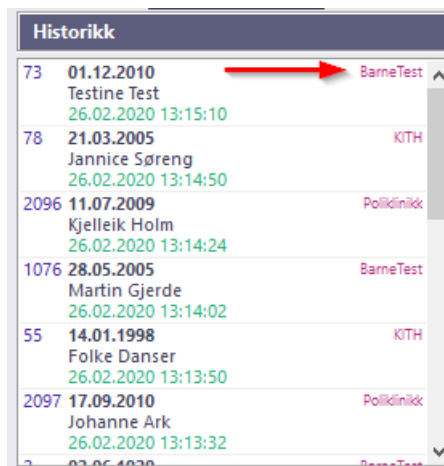 Historikk
73 01.12.2010 BarneTest
Testine Test
26.02.2020 13:15:10
78 21.03.2005 KITH
Jannice Søreng
26.02.2020 13:14:50
2096 11.07.2009 Poliklinikk
Kjelleik Holm
26.02.2020 13:14:24
1076 28.05.2005 BarneTest
Martin Gjerde
26.02.2020 13:14:02
55 14.01.1998 KITH
Folke Danser
26.02.2020 13:13:50
2097 17.09.2010 Poliklinikk
Johanne Ark
26.02.2020 13:13:32